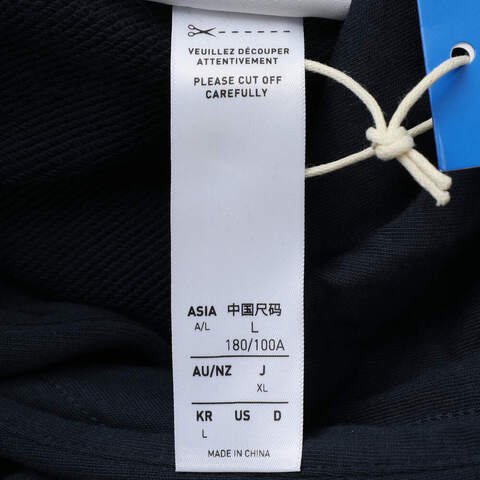 VEUILLEZ DÉCOUPER
ATTENTIVEMENT
PLEASE CUT OFF
CAREFULLY
ASIA 中国尺码
A/L L
180/100A
AU/NZ J
XL
KR US D
L
MADE IN CHINA